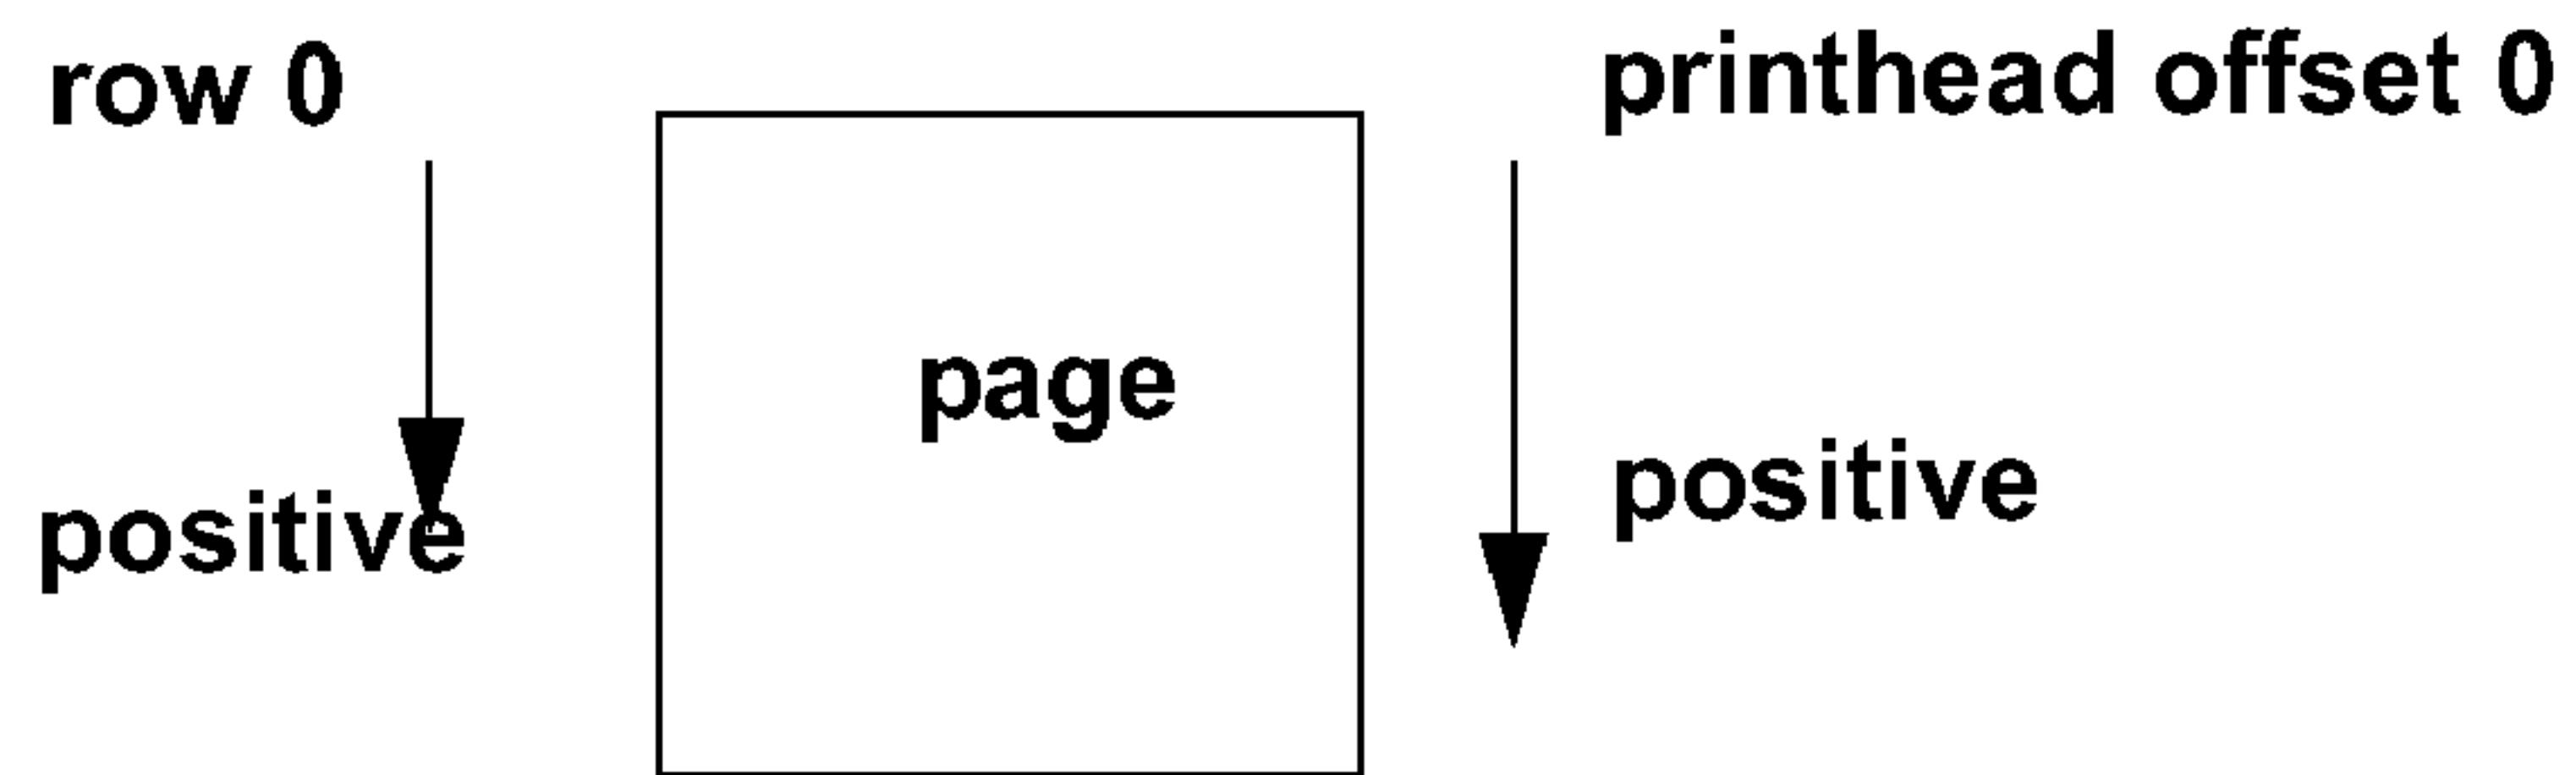 row 0
printhead offset 0
page
positive
positive